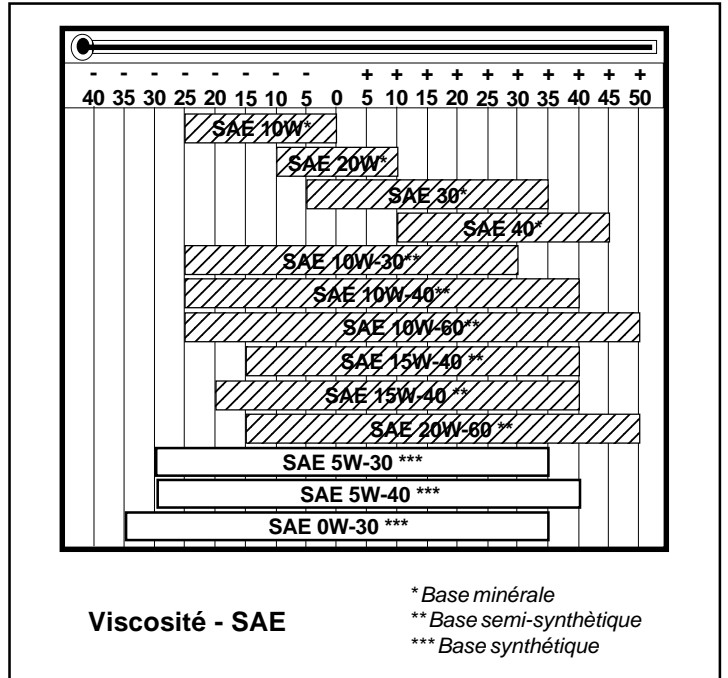 - - - - - - - - + + + + + + + + + +
40 35 30 25 20 15 10 5 0 5 10 15 20 25 30 35 40 45 50
SAE 10W*
SAE 20W*
SAE 30*
SAE 40*
SAE 10W-30**
SAE 10W-40**
SAE 10W-60**
SAE 15W-40 **
SAE 15W-40 **
SAE 20W-60 **
SAE 5W-30 ***
SAE 5W-40 ***
SAE 0W-30 ***
Viscosité - SAE
* Base minérale
** Base semi-synthètique
*** Base synthétique